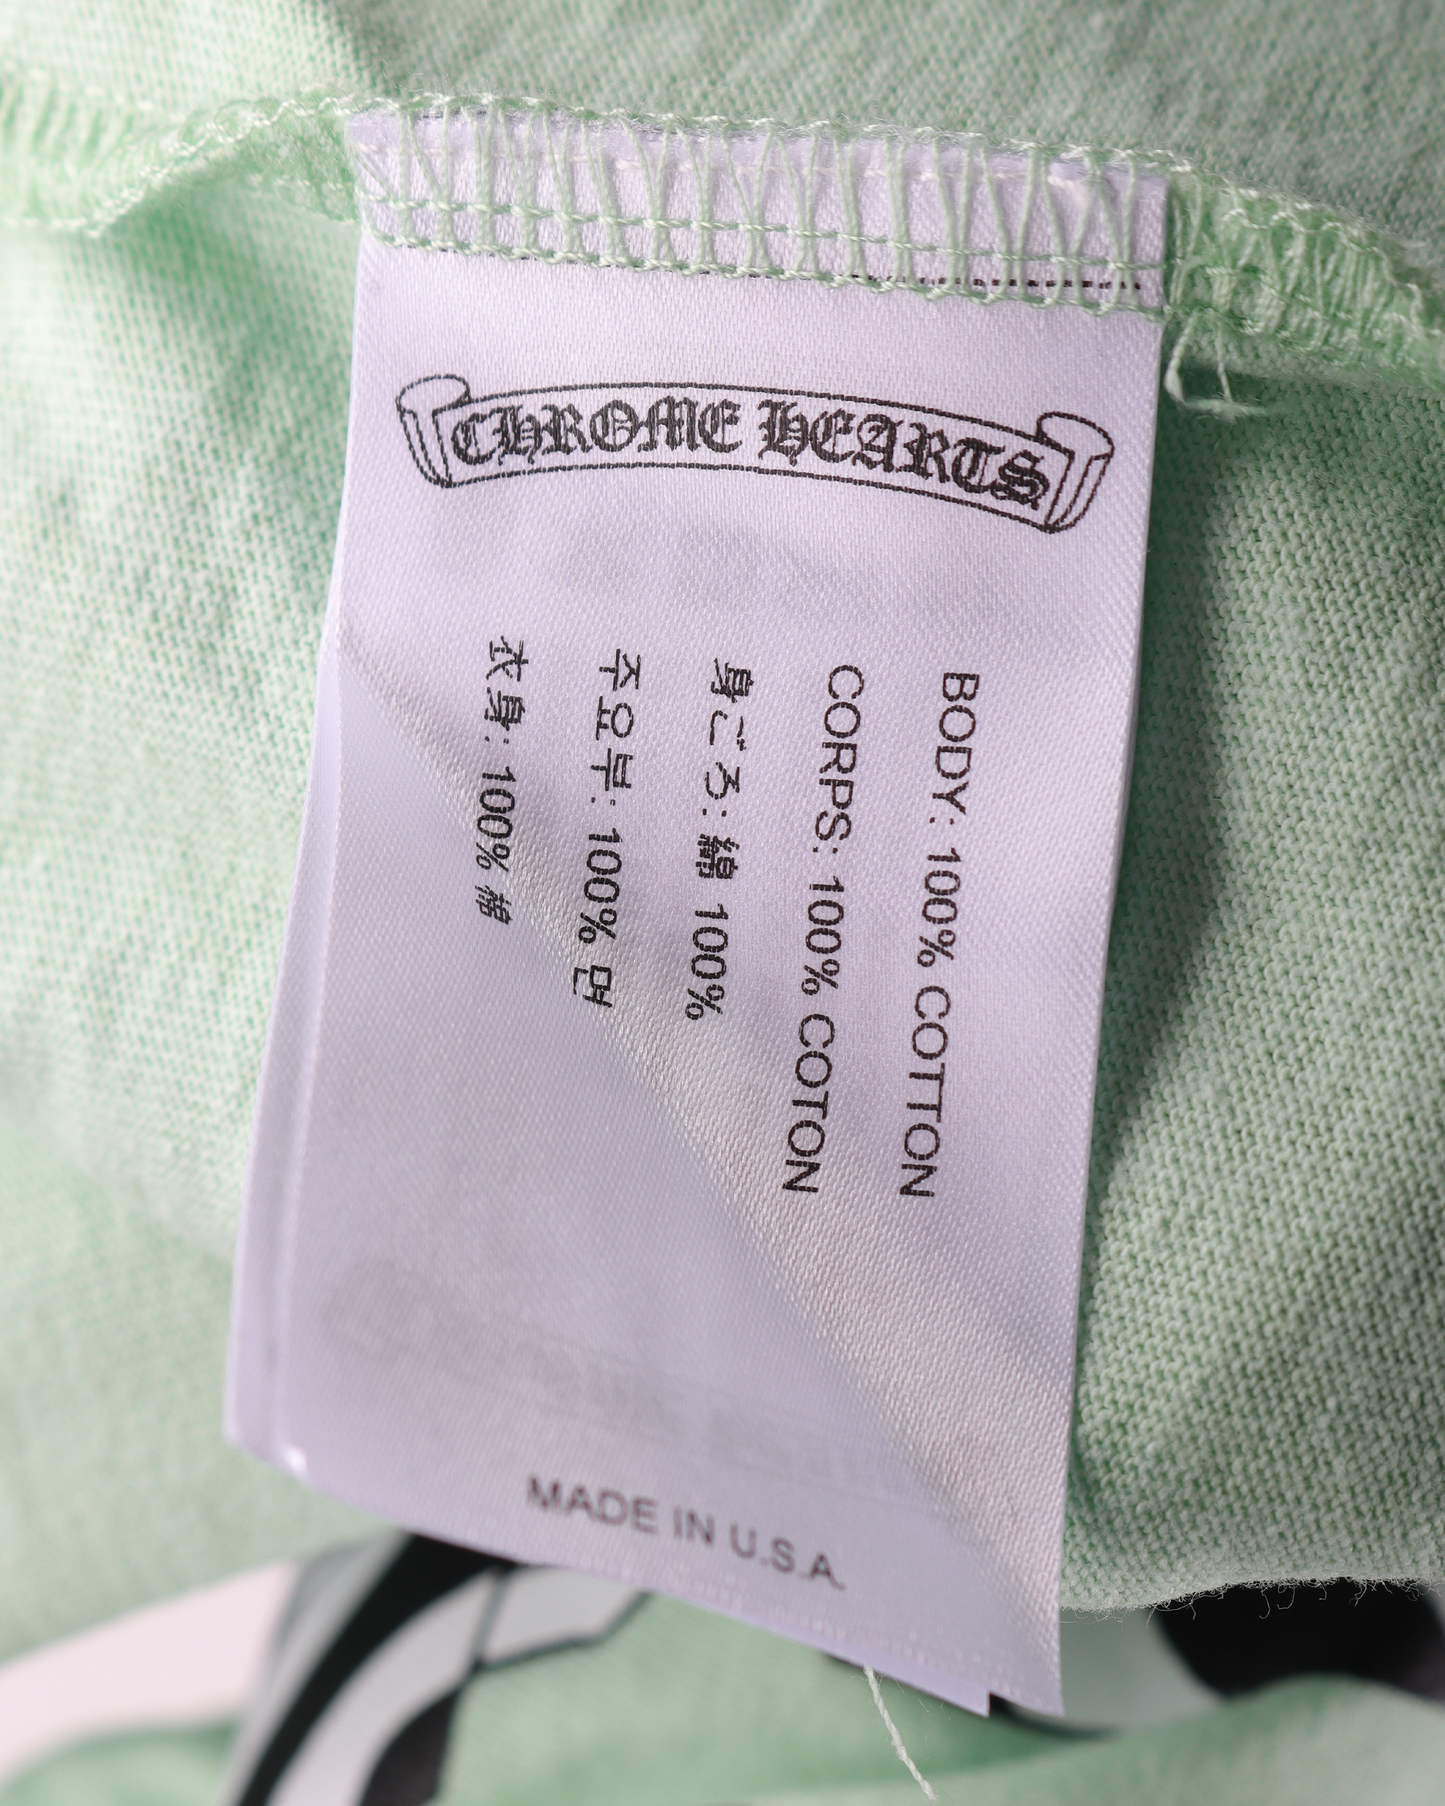 CHROME HEARTS
BODY: 100% COTTON
CORPS: 100% COTON
身ごろ: 綿 100%
주요부: 100% 면
衣身: 100% 棉
MADE IN U.S.A.